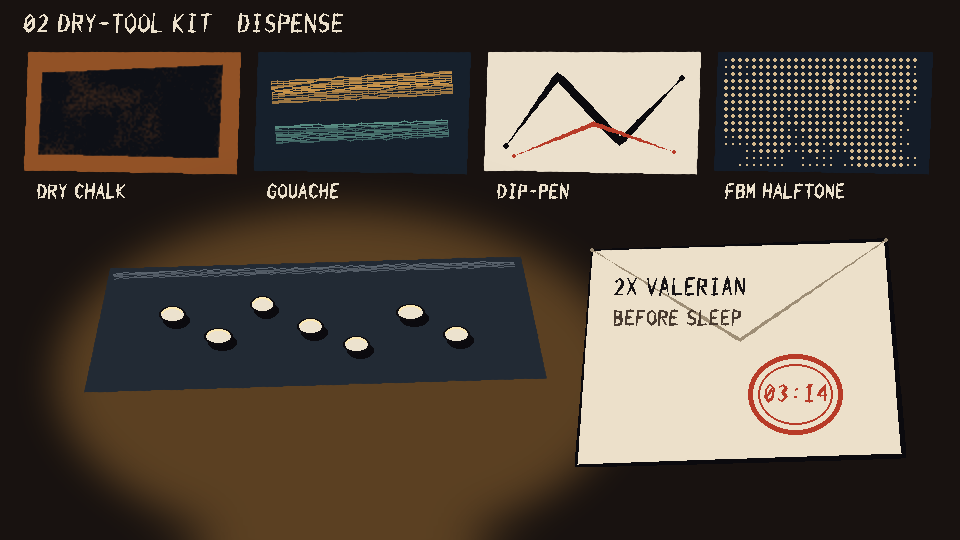 02 DRY-TOOL KIT DISPENSE
DRY CHALK
GOUACHE
DIP-PEN
FBM HALFTONE
2X VALERIAN
BEFORE SLEEP
03:14